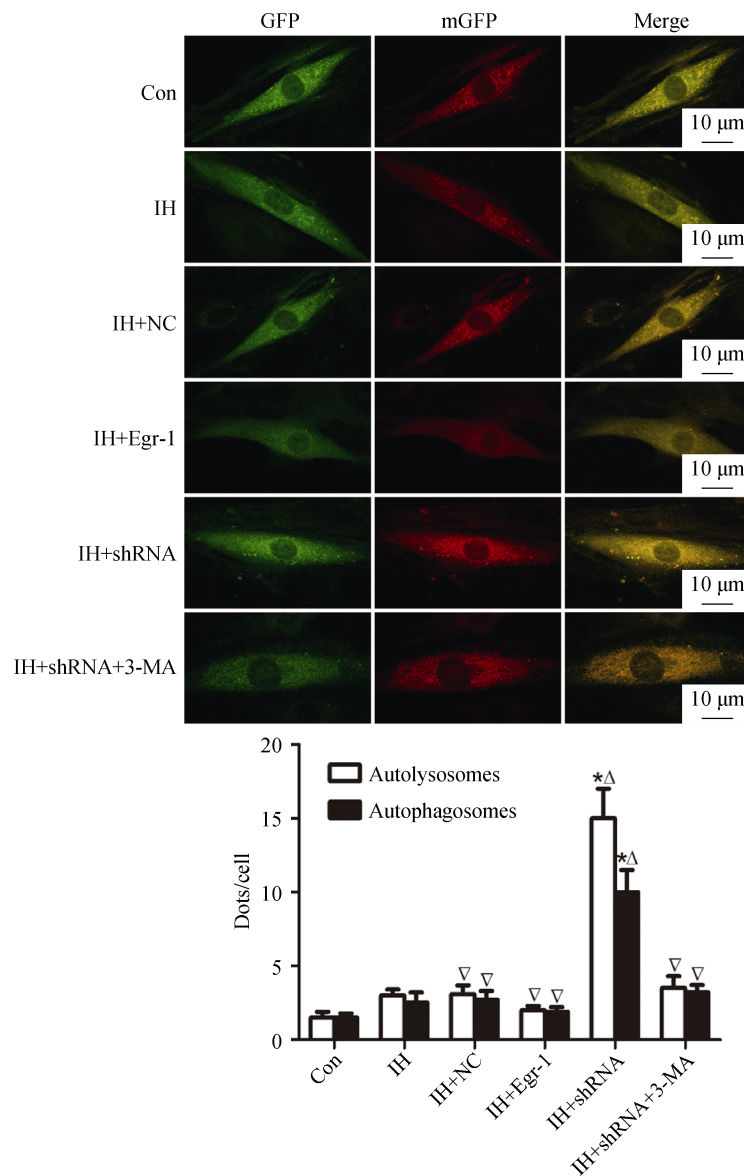 GFP mGFP Merge
Con
10 μm
IH
10 μm
IH+NC
10 μm
IH+Egr-1
10 μm
IH+shRNA
10 μm
IH+shRNA+3-MA
10 μm
20
15
10
5
0
Dots/cell
Autolysosomes
Autophagosomes
*Δ
*Δ
∇ ∇ ∇ ∇ ∇ ∇
Con IH IH+NC IH+Egr-1 IH+shRNA IH+shRNA+3-MA